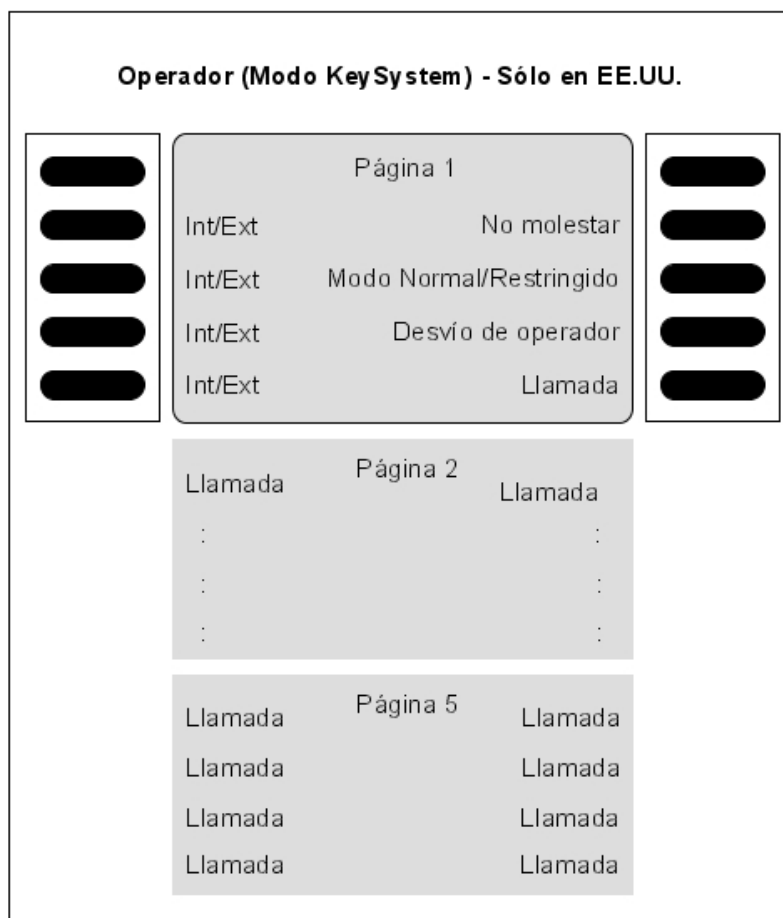 Operador (Modo KeySystem) - Sólo en EE.UU.
Página 1
Int/Ext No molestar
Int/Ext Modo Normal/Restringido
Int/Ext Desvío de operador
Int/Ext Llamada
Página 2
Llamada Llamada
: :
: :
: :
Página 5
Llamada Llamada
Llamada Llamada
Llamada Llamada
Llamada Llamada